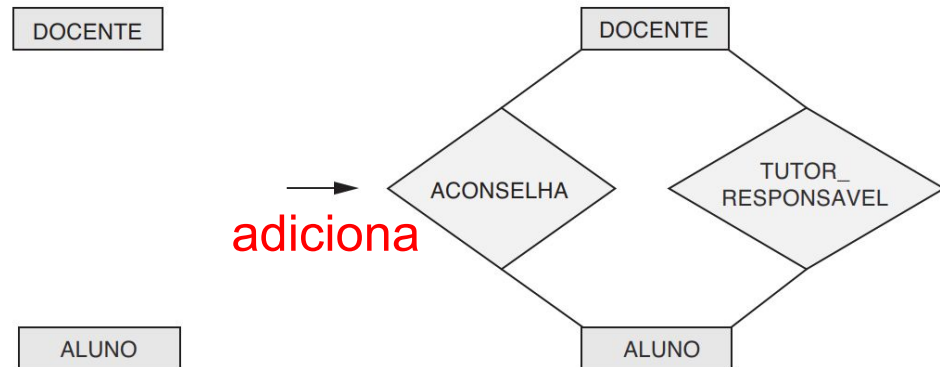 DOCENTE
DOCENTE
ACONSELHA
TUTOR_
RESPONSAVEL
adiciona
ALUNO
ALUNO